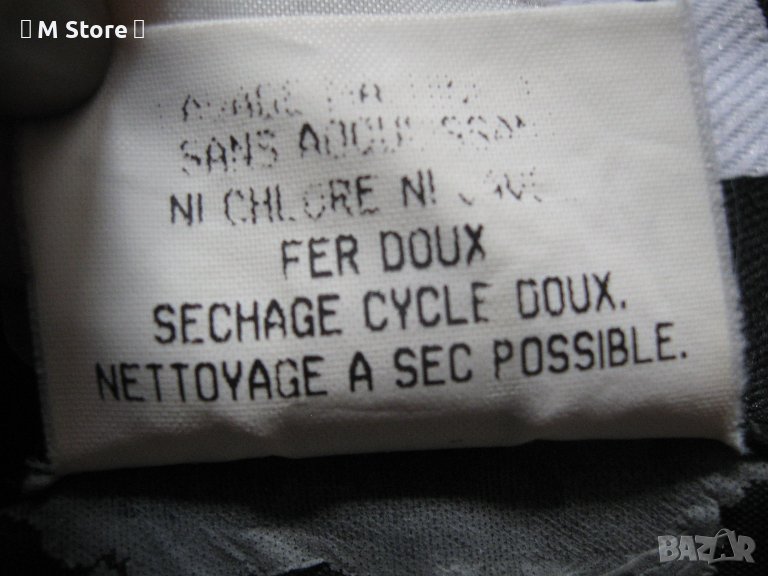 M Store
SANS
NI CHLORE NI
FER DOUX
SECHAGE CYCLE DOUX.
NETTOYAGE A SEC POSSIBLE.
BAZAR